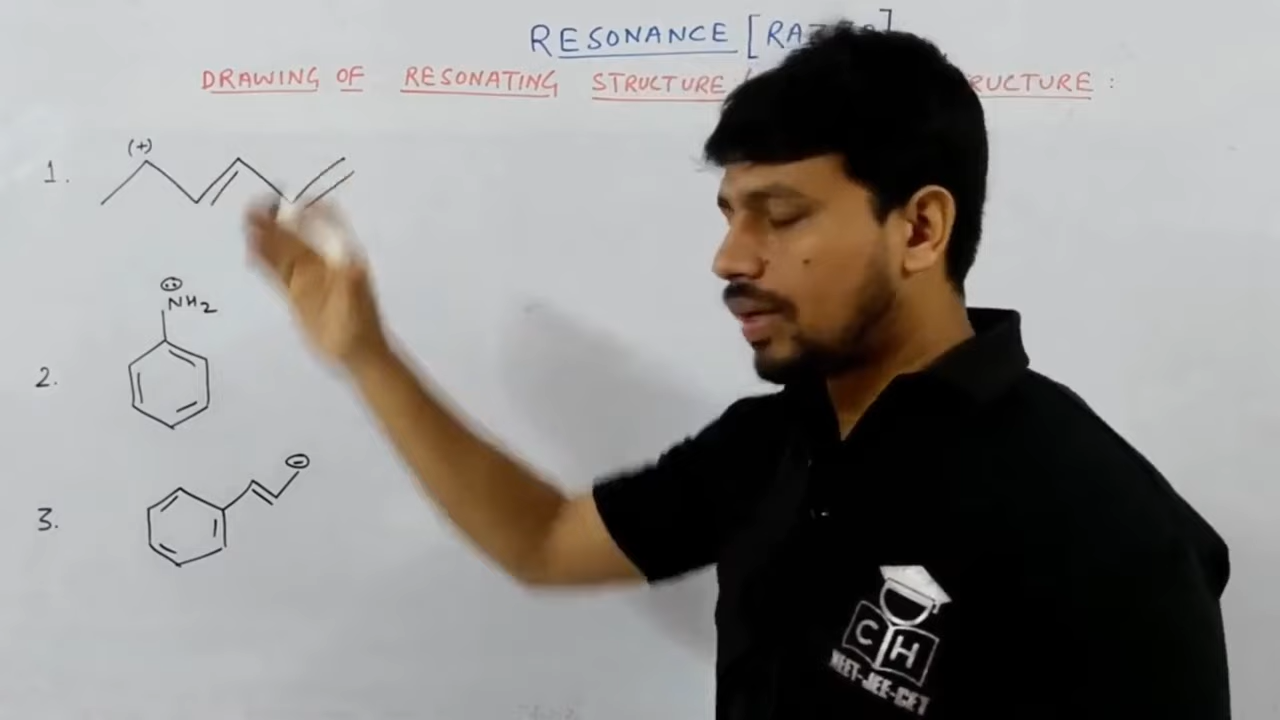 RESONANCE [RA
DRAWING OF RESONATING STRUCTURE RUCTURE :
1. (+)
NH2
2.
3.
C H
NEET-JEE-CET